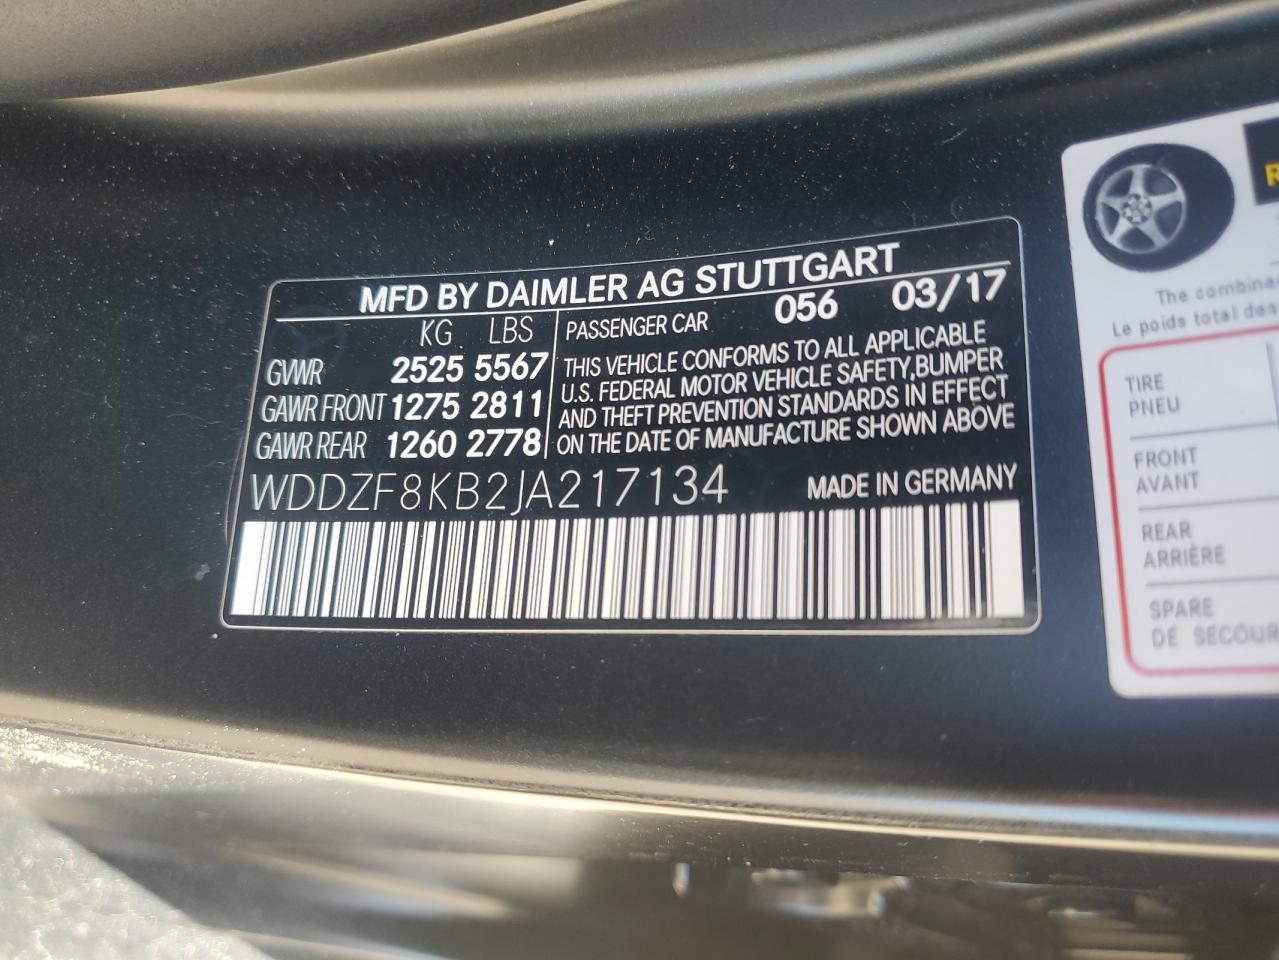 MFD BY DAIMLER AG STUTTGART
KG LBS
GVWR 2525 5567
GAWR FRONT 1275 2811
GAWR REAR 1260 2778
PASSENGER CAR 056 03/17
THIS VEHICLE CONFORMS TO ALL APPLICABLE
U.S. FEDERAL MOTOR VEHICLE SAFETY, BUMPER
AND THEFT PREVENTION STANDARDS IN EFFECT
ON THE DATE OF MANUFACTURE SHOWN ABOVE
WDDZF8KB2JA217134 MADE IN GERMANY
The
Le poids total des
TIRE
PNEU
FRONT
AVANT
REAR
ARRIÈRE
SPARE
DE